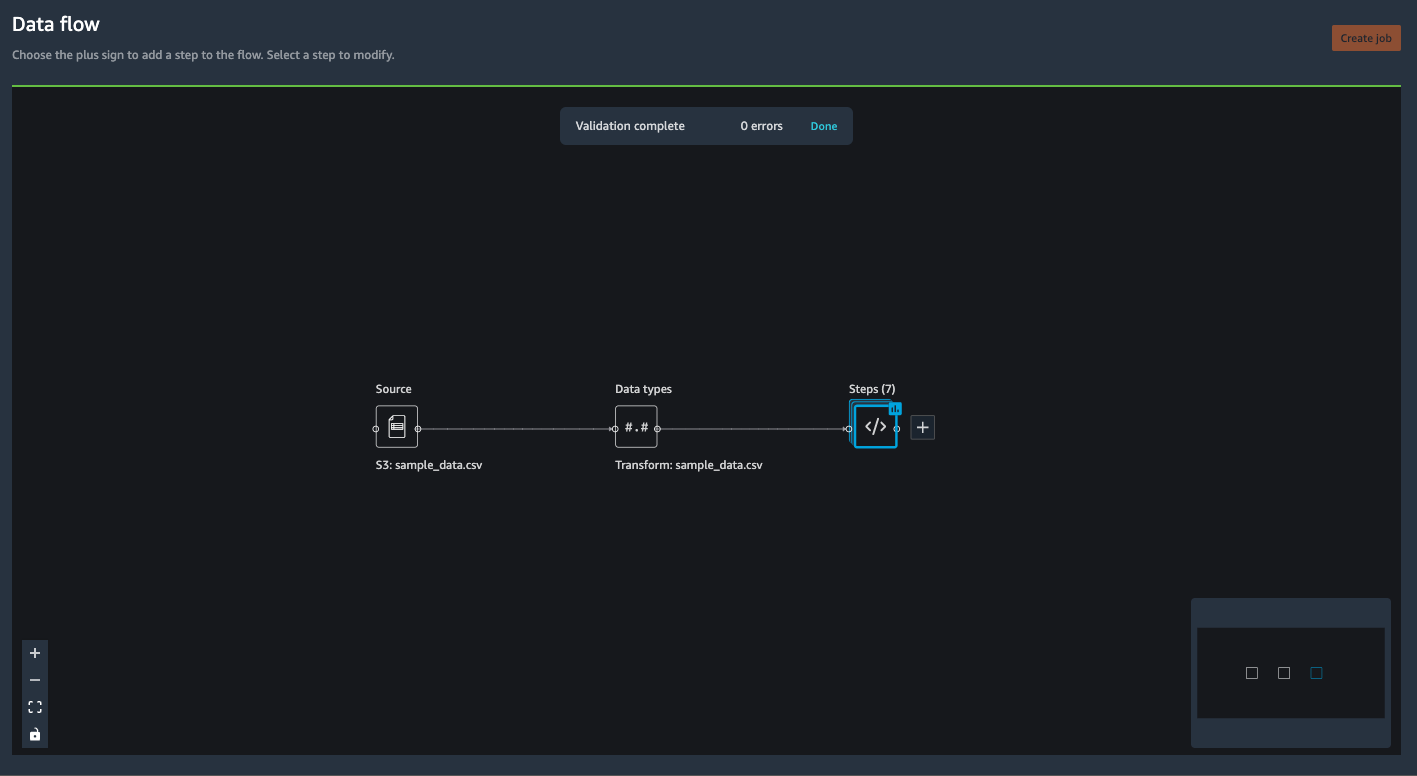 Data flow
Choose the plus sign to add a step to the flow. Select a step to modify.
Create job
Validation complete 0 errors Done
Source Data types Steps (7)
#.# </>
S3: sample_data.csv Transform: sample_data.csv